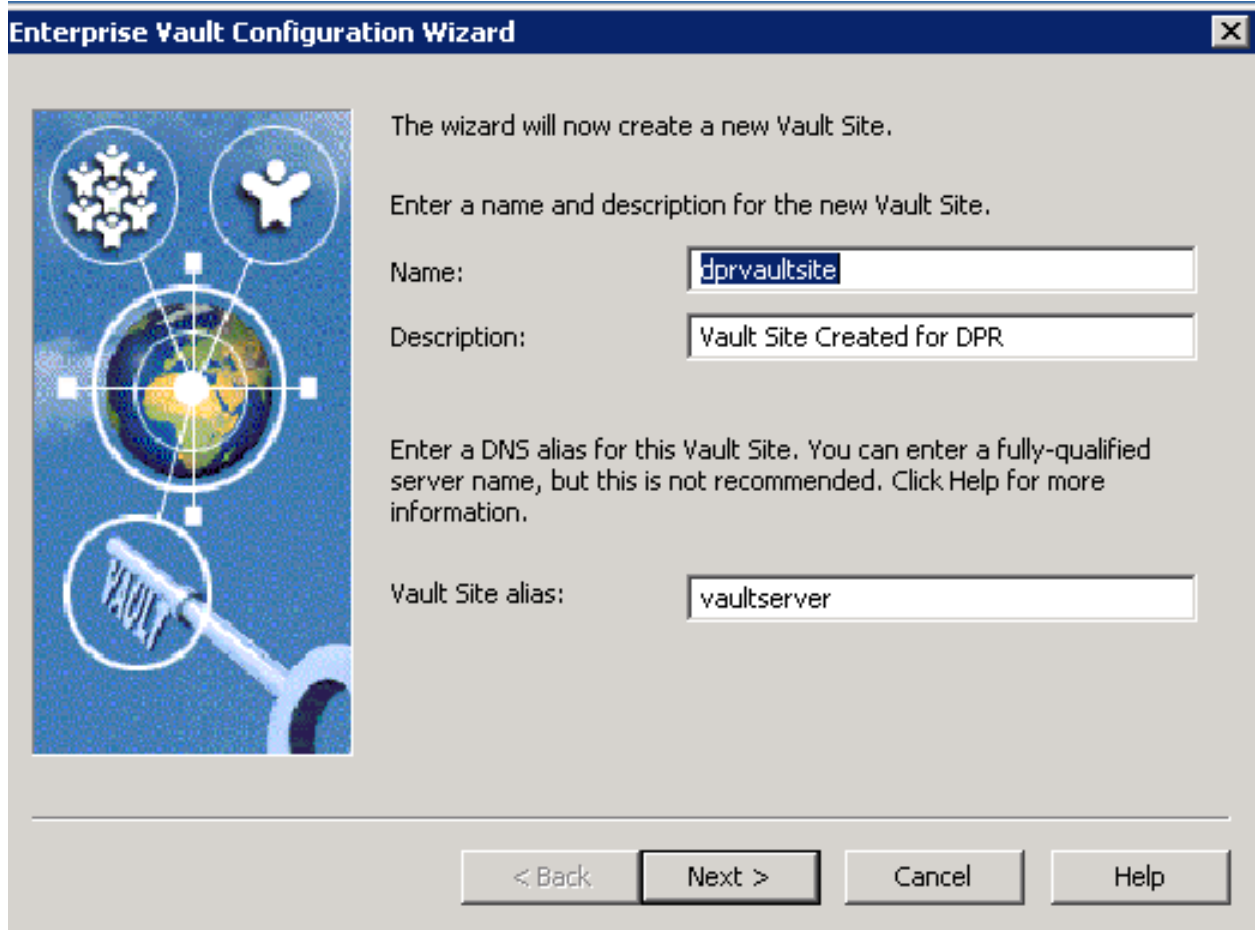 Enterprise Vault Configuration Wizard
The wizard will now create a new Vault Site.
Enter a name and description for the new Vault Site.
Name:
dprvaultsite
Description:
Vault Site Created for DPR
Enter a DNS alias for this Vault Site. You can enter a fully-qualified
server name, but this is not recommended. Click Help for more
information.
Vault Site alias:
vaultserver
VAULT
< Back
Next >
Cancel
Help